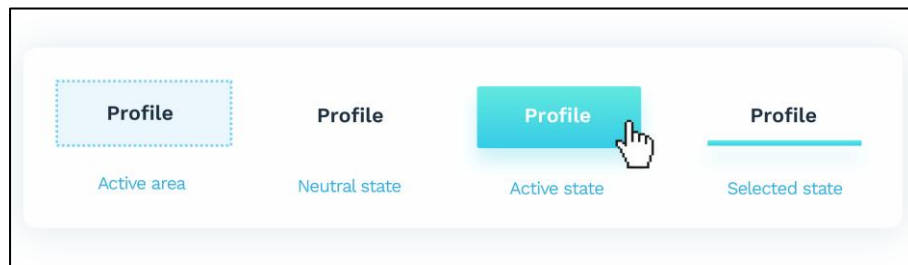 Profile
Profile
Profile
Profile
Active area
Neutral state
Active state
Selected state